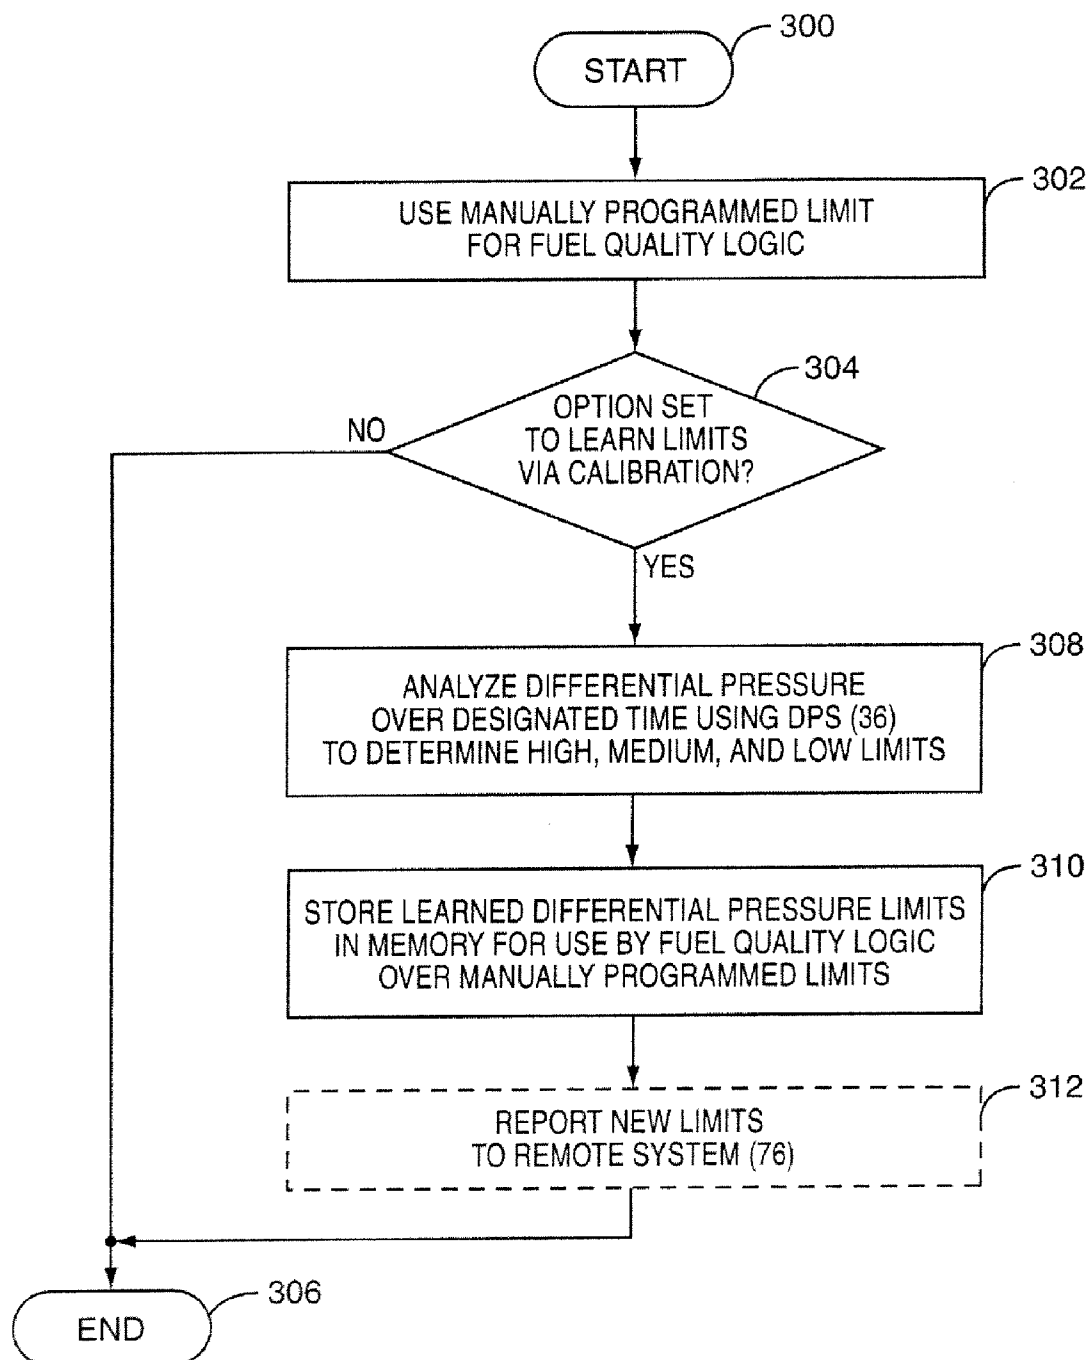 300
START
302
USE MANUALLY PROGRAMMED LIMIT
FOR FUEL QUALITY LOGIC
304
OPTION SET
TO LEARN LIMITS
VIA CALIBRATION?
NO
YES
308
ANALYZE DIFFERENTIAL PRESSURE
OVER DESIGNATED TIME USING DPS (36)
TO DETERMINE HIGH, MEDIUM, AND LOW LIMITS
310
STORE LEARNED DIFFERENTIAL PRESSURE LIMITS
IN MEMORY FOR USE BY FUEL QUALITY LOGIC
OVER MANUALLY PROGRAMMED LIMITS
312
REPORT NEW LIMITS
TO REMOTE SYSTEM (76)
306
END